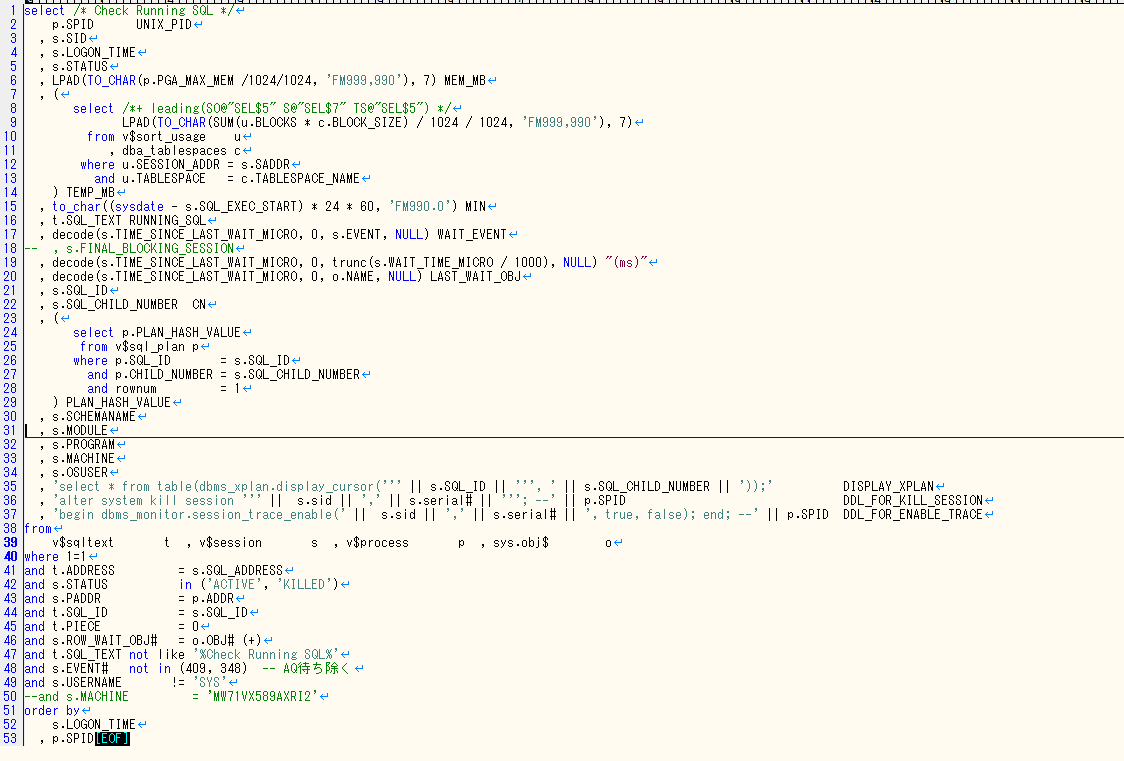 1 select /* Check Running SQL */
2 p.SPID UNIX_PID
3 , s.SID
4 , s.LOGON_TIME
5 , s.STATUS
6 , LPAD(TO_CHAR(p.PGA_MAX_MEM /1024/1024, 'FM999,990'), 7) MEM_MB
7 , (
8 select /*+ leading(SO@"SEL$5" S@"SEL$7" TS@"SEL$5") */
9 LPAD(TO_CHAR(SUM(u.BLOCKS * c.BLOCK_SIZE) / 1024 / 1024, 'FM999,990'), 7)
10 from v$sort_usage u
11 , dba_tablespaces c
12 where u.SESSION_ADDR = s.SADDR
13 and u.TABLESPACE = c.TABLESPACE_NAME
14 ) TEMP_MB
15 , to_char((sysdate - s.SQL_EXEC_START) * 24 * 60, 'FM990.0') MIN
16 , t.SQL_TEXT RUNNING_SQL
17 , decode(s.TIME_SINCE_LAST_WAIT_MICRO, 0, s.EVENT, NULL) WAIT_EVENT
18 -- , s.FINAL_BLOCKING_SESSION
19 , decode(s.TIME_SINCE_LAST_WAIT_MICRO, 0, trunc(s.WAIT_TIME_MICRO / 1000), NULL) "(ms)"
20 , decode(s.TIME_SINCE_LAST_WAIT_MICRO, 0, o.NAME, NULL) LAST_WAIT_OBJ
21 , s.SQL_ID
22 , s.SQL_CHILD_NUMBER CN
23 , (
24 select p.PLAN_HASH_VALUE
25 from v$sql_plan p
26 where p.SQL_ID = s.SQL_ID
27 and p.CHILD_NUMBER = s.SQL_CHILD_NUMBER
28 and rownum = 1
29 ) PLAN_HASH_VALUE
30 , s.SCHEMANAME
31 , s.MODULE
32 , s.PROGRAM
33 , s.MACHINE
34 , s.OSUSER
35 , 'select * from table(dbms_xplan.display_cursor(''' || s.SQL_ID || ''', ' || s.SQL_CHILD_NUMBER || '));' DISPLAY_XPLAN
36 , 'alter system kill session ''' || s.sid || ',' || s.serial# || '''; --' || p.SPID DDL_FOR_KILL_SESSION
37 , 'begin dbms_monitor.session_trace_enable(' || s.sid || ',' || s.serial# || ', true, false); end; --' || p.SPID DDL_FOR_ENABLE_TRACE
38 from
39 v$sqltext t , v$session s , v$process p , sys.obj$ o
40 where 1=1
41 and t.ADDRESS = s.SQL_ADDRESS
42 and s.STATUS in ('ACTIVE', 'KILLED')
43 and s.PADDR = p.ADDR
44 and t.SQL_ID = s.SQL_ID
45 and t.PIECE = 0
46 and s.ROW_WAIT_OBJ# = o.OBJ# (+)
47 and t.SQL_TEXT not like '%Check Running SQL%'
48 and s.EVENT# not in (409, 348) -- AQ待ち除く
49 and s.USERNAME != 'SYS'
50 --and s.MACHINE = 'MW71VX589AXRI2'
51 order by
52 s.LOGON_TIME
53 , p.SPID[EOF]